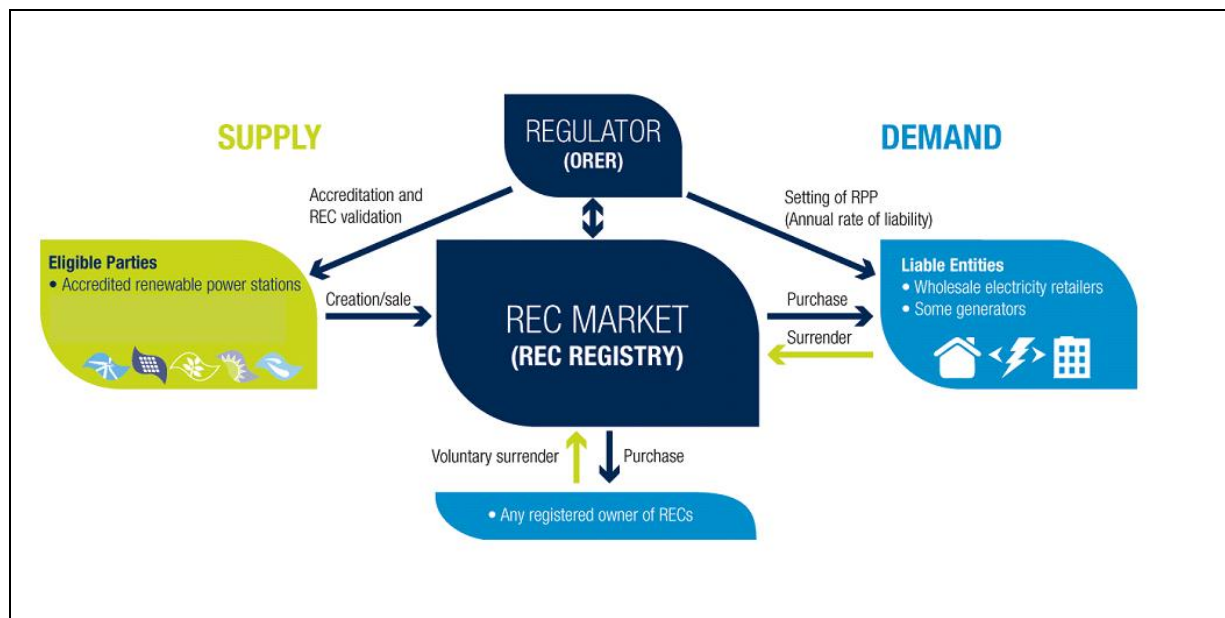 SUPPLY
REGULATOR
(ORER)
DEMAND
Accreditation and
REC validation
Setting of RPP
(Annual rate of liability)
Eligible Parties
• Accredited renewable power stations
Creation/sale
REC MARKET
(REC REGISTRY)
Purchase
Surrender
Liable Entities
• Wholesale electricity retailers
• Some generators
Voluntary surrender
Purchase
• Any registered owner of RECs